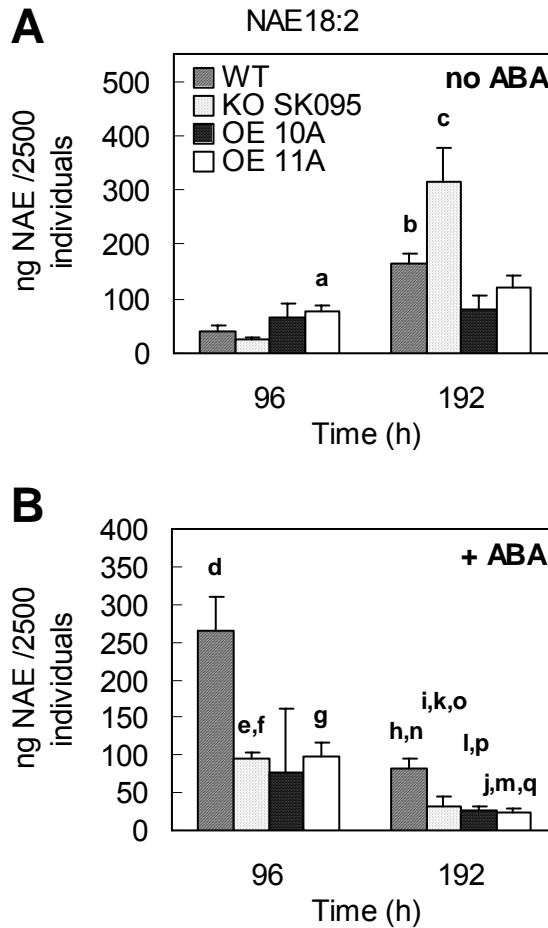 A
NAE18:2
no ABA
WT
KO SK095
OE 10A
OE 11A
500
400
300
200
100
0
ng NAE /2500
individuals
a
b
c
96
192
Time (h)
B
+ ABA
400
350
300
250
200
150
100
50
0
ng NAE /2500
individuals
d
e,f
g
h,n
i,k,o
l,p
j,m,q
96
192
Time (h)